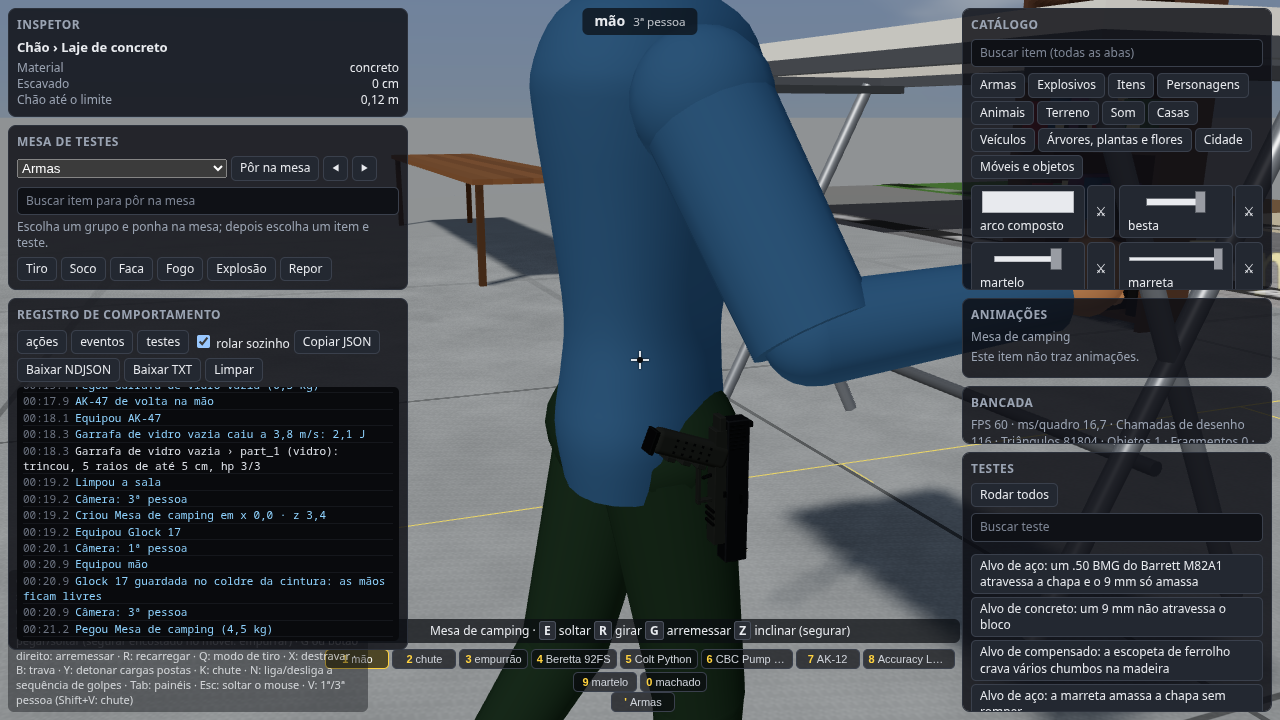 INSPETOR
Chão › Laje de concreto
Material concreto
Escavado 0 cm
Chão até o limite 0,12 m
MESA DE TESTES
Armas Pôr na mesa
Buscar item para pôr na mesa
Escolha um grupo e ponha na mesa; depois escolha um item e
teste.
Tiro Soco Faca Fogo Explosão Repor
REGISTRO DE COMPORTAMENTO
ações eventos testes rolar sozinho Copiar JSON
Baixar NDJSON Baixar TXT Limpar
00:17.9 AK-47 de volta na mão
00:18.1 Equipou AK-47
00:18.3 Garrafa de vidro vazia caiu a 3,8 m/s: 2,1 J
00:18.3 Garrafa de vidro vazia › part_1 (vidro):
trincou, 5 raios de até 5 cm, hp 3/3
00:19.2 Limpou a sala
00:19.2 Câmera: 3ª pessoa
00:19.2 Criou Mesa de camping em x 0,0 · z 3,4
00:19.2 Equipou Glock 17
00:20.1 Câmera: 1ª pessoa
00:20.9 Equipou mão
00:20.9 Glock 17 guardada no coldre da cintura: as mãos
ficam livres
00:20.9 Câmera: 3ª pessoa
00:21.2 Pegou Mesa de camping (4,5 kg)
direito: arremessar · R: recarregar · Q: modo de tiro · X: destravar
B: trava · Y: detonar cargas postas · K: chute · N: liga/desliga a
sequência de golpes · Tab: painéis · Esc: soltar o mouse · V: 1ª/3ª
pessoa (Shift+V: chute)
mão 3ª pessoa
Mesa de camping · E soltar R girar G arremessar Z inclinar (segurar)
1 mão 2 chute 3 empurrão 4 Beretta 92FS 5 Colt Python 6 CBC Pump … 7 AK-12 8 Accuracy L…
9 martelo 0 machado
' Armas
CATÁLOGO
Buscar item (todas as abas)
Armas Explosivos Itens Personagens
Animais Terreno Som Casas
Veículos Árvores, plantas e flores Cidade
Móveis e objetos
arco composto besta
martelo marreta
ANIMAÇÕES
Mesa de camping
Este item não traz animações.
BANCADA
FPS 60 · ms/quadro 16,7 · Chamadas de desenho
116 · Triângulos 81804 · Objetos 1 · Fragmentos 0 ·
TESTES
Rodar todos
Buscar teste
Alvo de aço: um .50 BMG do Barrett M82A1
atravessa a chapa e o 9 mm só amassa
Alvo de concreto: um 9 mm não atravessa o
bloco
Alvo de compensado: a escopeta de ferrolho
crava vários chumbos na madeira
Alvo de aço: a marreta amassa a chapa sem
romper